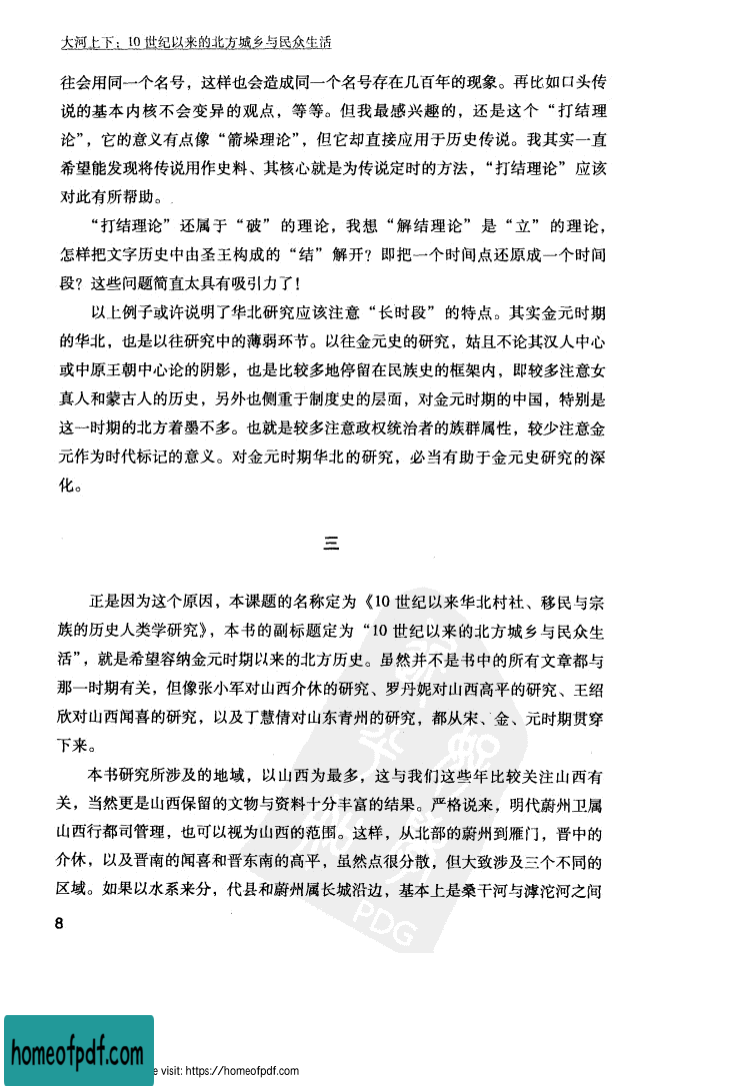 大河上下：10 世纪以来的北方城乡与民众生活
往会用同一个名号，这样也会造成同一个名号存在几百年的现象。再比如口头传
说的基本内核不会变异的观点，等等。但我最感兴趣的，还是这个“打结理
论”，它的意义有点像“箭垛理论”，但它却直接应用于历史传说。我其实一直
希望能发现将传说用作史料、其核心就是为传说定时的方法，“打结理论”应该
对此有所帮助。
“打结理论”还属于“破”的理论，我想“解结理论”是“立”的理论，
怎样把文字历史中由圣王构成的“结”解开？即把一个时间点还原成一个时间
段？这些问题简直太具有吸引力了！
以上例子或许说明了华北研究应该注意“长时段”的特点。其实金元时期
的华北，也是以往研究中的薄弱环节。以往金元史的研究，姑且不论其汉人中心
或中原王朝中心论的阴影，也是比较多地停留在民族史的框架内，即较多注意女
真人和蒙古人的历史，另外也侧重于制度史的层面，对金元时期的中国，特别是
这一时期的北方着墨不多。也就是较多注意政权统治者的族群属性，较少注意金
元作为时代标记的意义。对金元时期华北的研究，必当有助于金元史研究的深
化。
三
正是因为这个原因，本课题的名称定为《10 世纪以来华北村社、移民与宗
族的历史人类学研究》，本书的副标题定为“10 世纪以来的北方城乡与民众生
活”，就是希望容纳金元时期以来的北方历史。虽然并不是书中的所有文章都与
那一时期有关，但像张小军对山西介休的研究、罗丹妮对山西高平的研究、王绍
欣对山西闻喜的研究，以及丁慧倩对山东青州的研究，都从宋、金、元时期贯穿
下来。
本书研究所涉及的地域，以山西为最多，这与我们这些年比较关注山西有
关，当然更是山西保留的文物与资料十分丰富的结果。严格说来，明代蔚州卫属
山西行都司管理，也可以视为山西的范围。这样，从北部的蔚州到雁门，晋中的
介休，以及晋南的闻喜和晋东南的高平，虽然点很分散，但大致涉及三个不同的
区域。如果以水系来分，代县和蔚州属长城沿边，基本上是桑干河与滹沱河之间
8
PDG
homeofpdf.com
e visit: https://homeofpdf.com